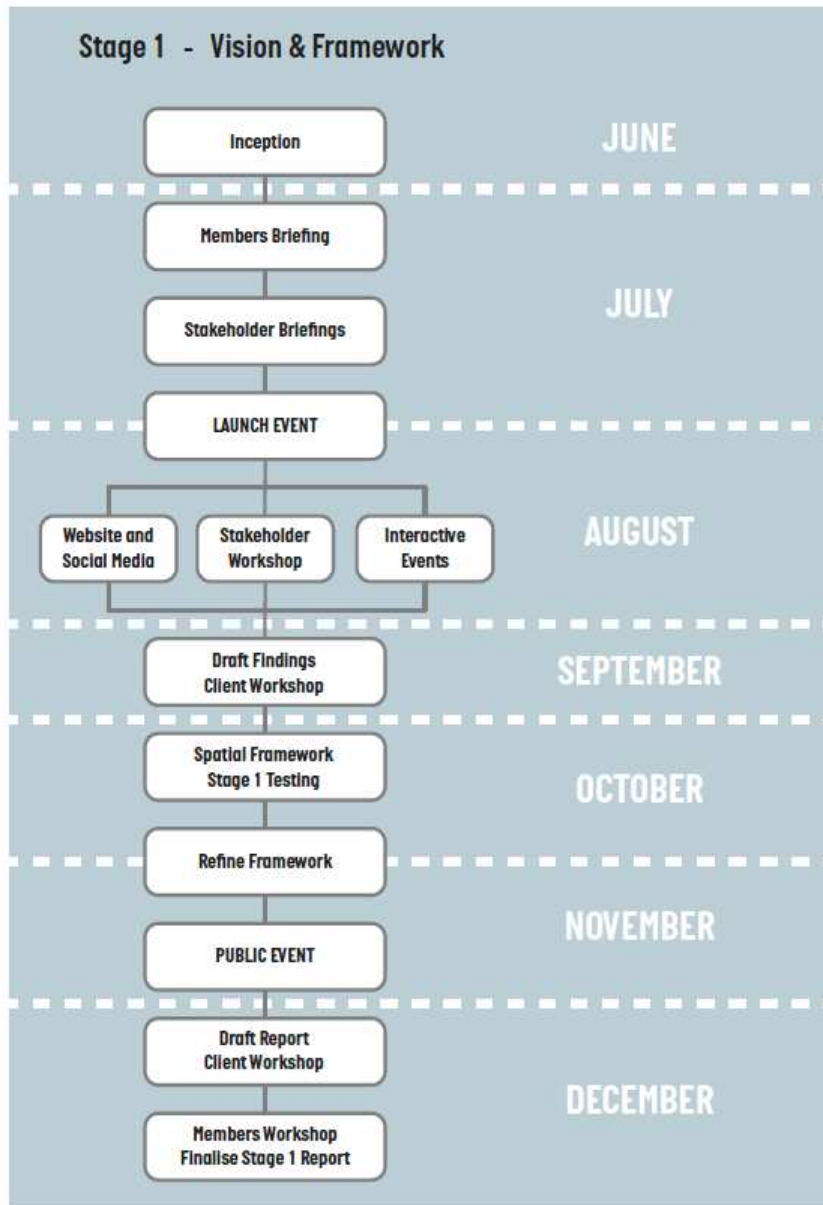 Stage 1 - Vision & Framework
Inception
JUNE
Members Briefing
Stakeholder Briefings
JULY
LAUNCH EVENT
Website and
Social Media
Stakeholder
Workshop
Interactive
Events
AUGUST
Draft Findings
Client Workshop
SEPTEMBER
Spatial Framework
Stage 1 Testing
OCTOBER
Refine Framework
PUBLIC EVENT
NOVEMBER
Draft Report
Client Workshop
DECEMBER
Members Workshop
Finalise Stage 1 Report